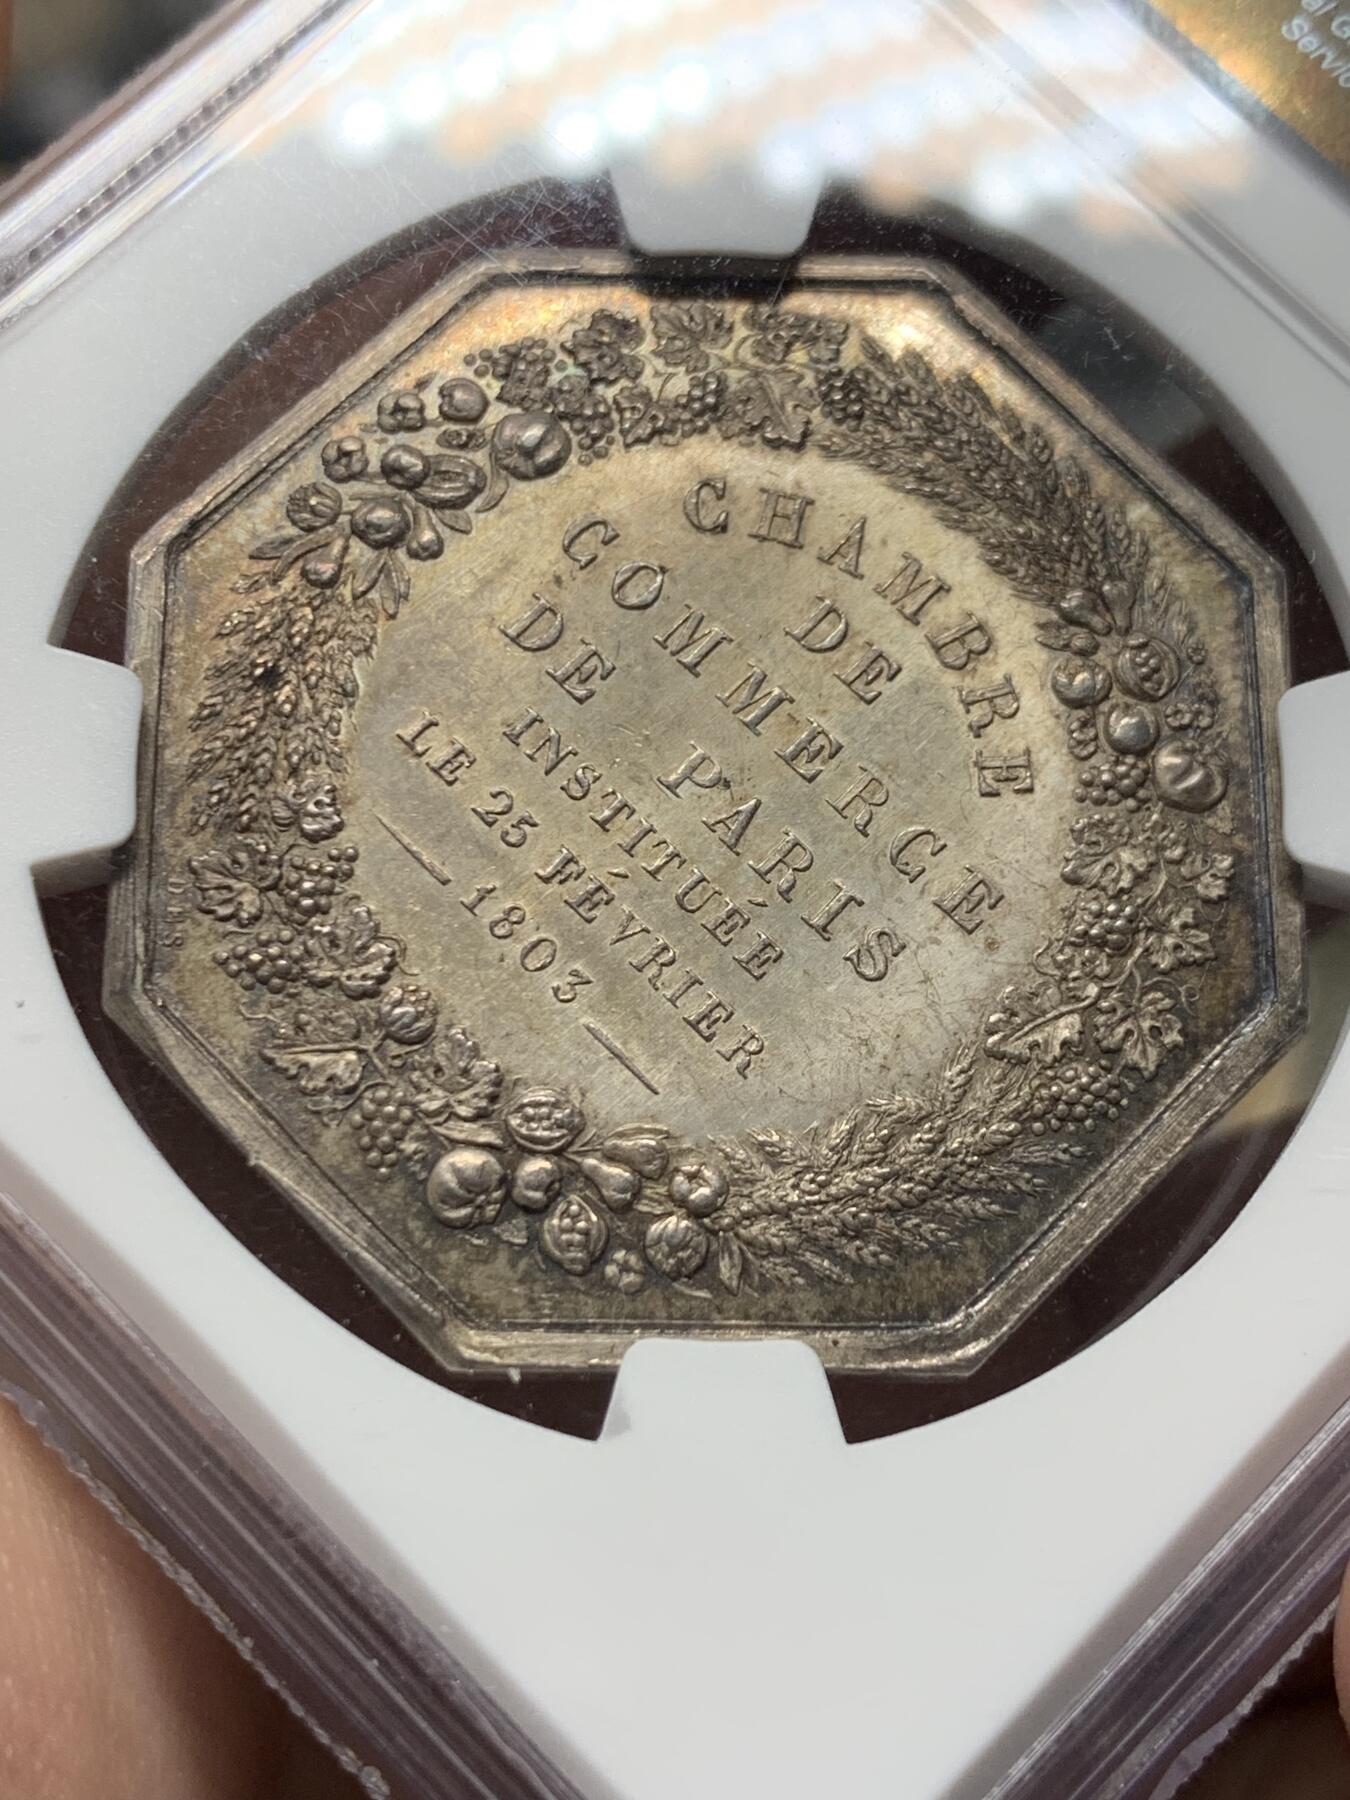 CHAMBRE
DE
COMMERCE
DE PARIS
INSTITUÉE
LE 25 FÉVRIER
1803